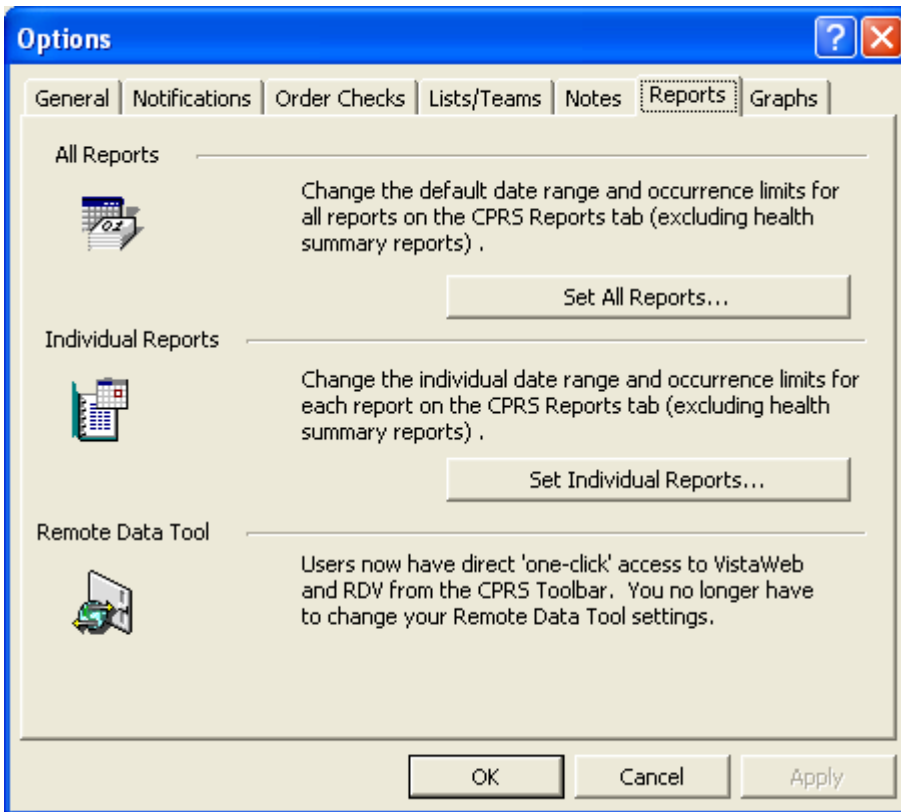 Options
General Notifications Order Checks Lists/Teams Notes Reports Graphs
All Reports
Change the default date range and occurrence limits for
all reports on the CPRS Reports tab (excluding health
summary reports) .
Set All Reports...
Individual Reports
Change the individual date range and occurrence limits for
each report on the CPRS Reports tab (excluding health
summary reports) .
Set Individual Reports...
Remote Data Tool
Users now have direct 'one-click' access to VistaWeb
and RDV from the CPRS Toolbar.  You no longer have
to change your Remote Data Tool settings.
OK Cancel Apply